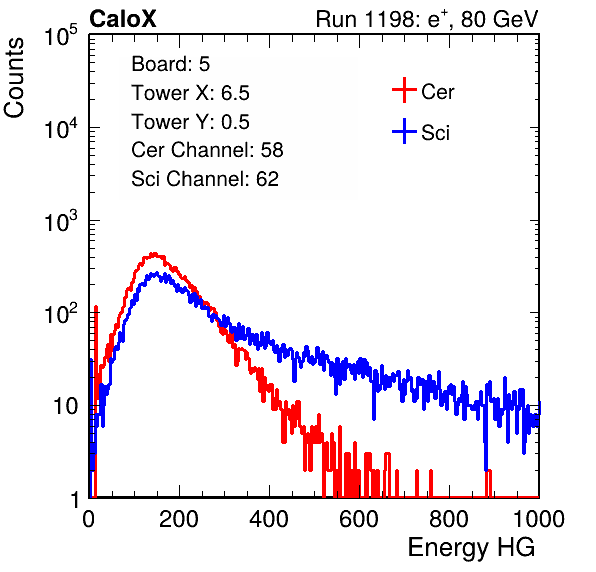 CaloX Run 1198: e+, 80 GeV
Counts
Board: 5
Tower X: 6.5
Tower Y: 0.5
Cer Channel: 58
Sci Channel: 62
Cer
Sci
10^5
10^4
10^3
10^2
10
1
0 200 400 600 800 1000
Energy HG